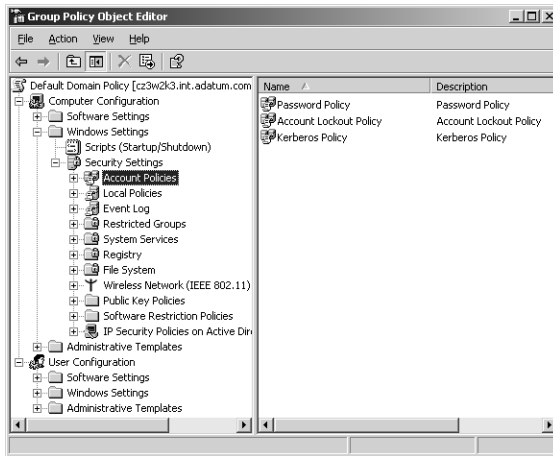 Group Policy Object Editor
File Action View Help
Default Domain Policy [cz3w2k3.int.adatum.com
Computer Configuration
Software Settings
Windows Settings
Scripts (Startup/Shutdown)
Security Settings
Account Policies
Local Policies
Event Log
Restricted Groups
System Services
Registry
File System
Wireless Network (IEEE 802.11)
Public Key Policies
Software Restriction Policies
IP Security Policies on Active Dire
Administrative Templates
User Configuration
Software Settings
Windows Settings
Administrative Templates
Name Description
Password Policy Password Policy
Account Lockout Policy Account Lockout Policy
Kerberos Policy Kerberos Policy